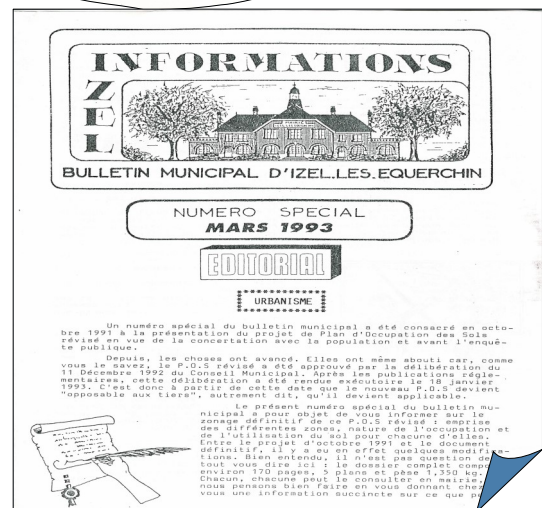 INFORMATIONS
IZEL
BULLETIN MUNICIPAL D'IZEL.LES.EQUERCHIN
NUMERO SPECIAL
MARS 1993
EDITORIAL
URBANISME
Un numéro spécial du bulletin municipal a été consacré en octo-
bre 1991 à la présentation du projet de Plan d'Occupation des Sols
révisé en vue de la concertation avec la population et avant l'enquê-
te publique.
Depuis, les choses ont avancé. Elles ont même abouti car, comme
vous le savez, le P.O.S révisé a été approuvé par la délibération du
11 Décembre 1992 du Conseil Municipal. Après les publications régle-
mentaires, cette délibération a été rendue exécutoire le 18 janvier
1993. C'est donc à partir de cette date que le nouveau P.O.S devient
"opposable aux tiers", autrement dit, qu'il devient applicable.
Le présent numéro spécial du bulletin mu-
nicipal a pour objet de vous informer sur le
zonage définitif de ce P.O.S révisé : emprise
des différentes zones, nature de l'occupation et
de l'utilisation du sol pour chacune d'elles.
Entre le projet d'octobre 1991 et le document
définitif, il y a eu en effet quelques modifica-
tions. Bien entendu, il n'est pas question de
tout vous dire ici : le dossier complet
environ 170 pages, 5 plans et pèse 1,350 kg.
Chacun, chacune peut le consulter en mairie,
nous pensons bien faire en vous donnant chez
vous une information succincte sur ce que